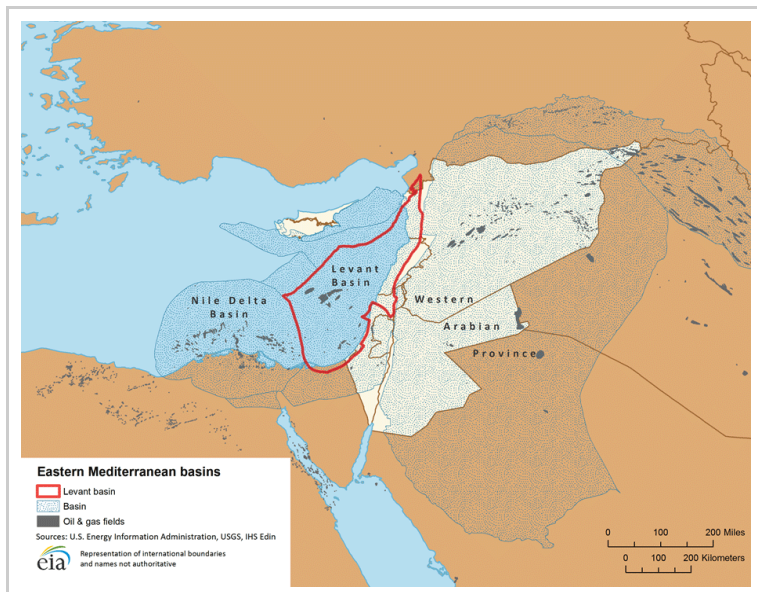 Levant
Basin
Nile Delta
Basin
Western
Arabian
Province
Eastern Mediterranean basins
Levant basin
Basin
Oil & gas fields
Sources: U.S. Energy Information Administration, USGS, IHS Edin
eia
Representation of international boundaries
and names not authoritative
0 100 200 Miles
0 100 200 Kilometers